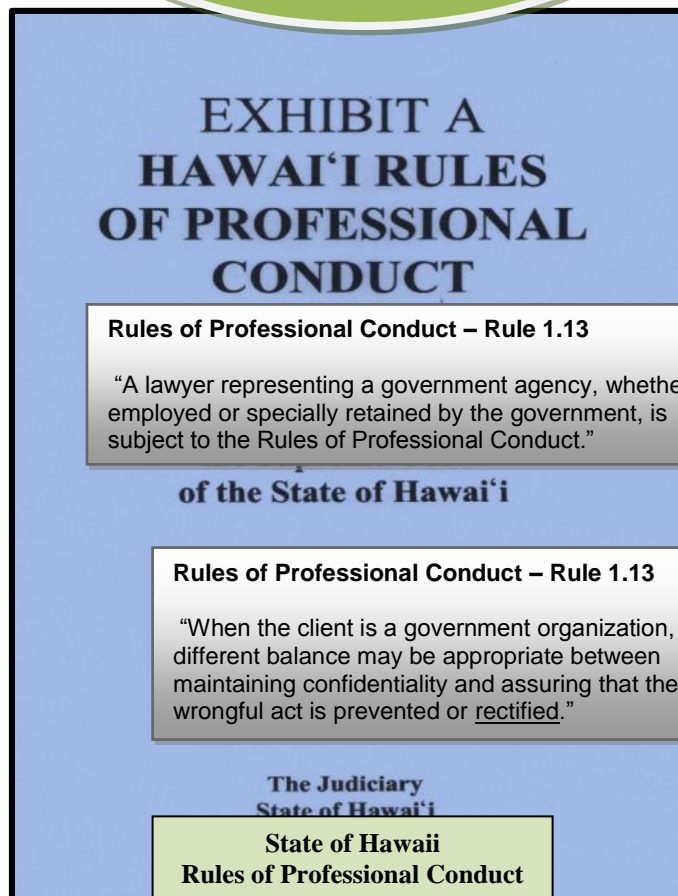 EXHIBIT A
HAWAI‘I RULES
OF PROFESSIONAL
CONDUCT
Rules of Professional Conduct – Rule 1.13
“A lawyer representing a government agency,
employed or specially retained by the government, is
subject to the Rules of Professional Conduct.”
of the State of Hawai‘i
Rules of Professional Conduct – Rule 1.13
“When the client is a government organization,
different balance may be appropriate between
maintaining confidentiality and assuring that the
wrongful act is prevented or rectified.”
The Judiciary
State of Hawai‘i
State of Hawaii
Rules of Professional Conduct